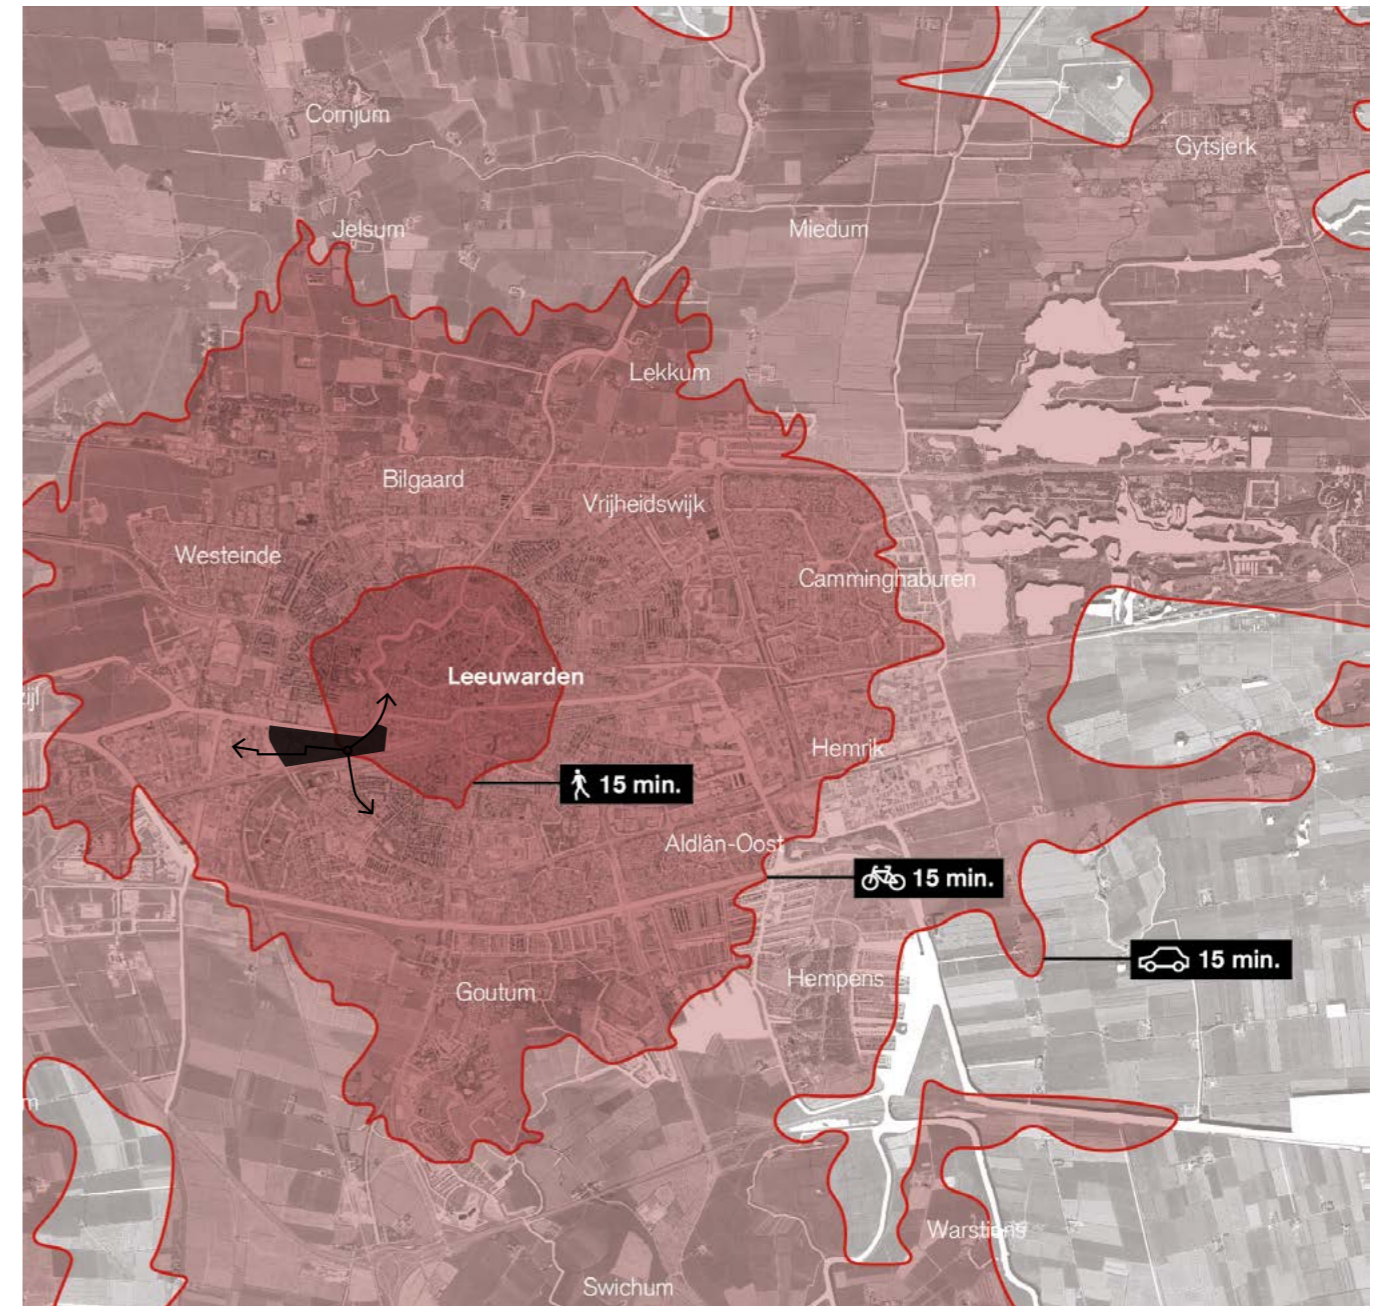 Cornjum
Gytsjerk
Jelsum
Miedum
Lekkum
Bilgaard
Vrijheidswijk
Westeinde
Camminghaburen
Leeuwarden
Hemrik
15 min.
Aldlân-Oost
15 min.
15 min.
Hempens
Goutum
Warstiens
Swichum